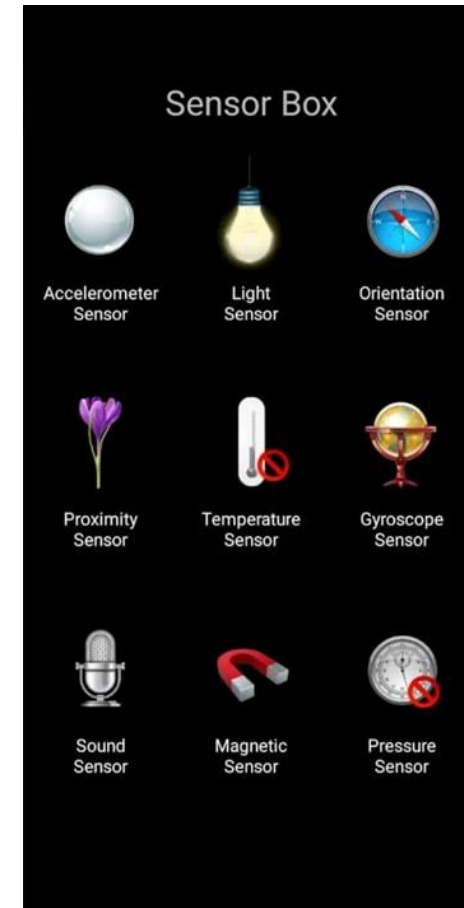 Sensor Box
Accelerometer
Sensor
Light
Sensor
Orientation
Sensor
Proximity
Sensor
Temperature
Sensor
Gyroscope
Sensor
Sound
Sensor
Magnetic
Sensor
Pressure
Sensor